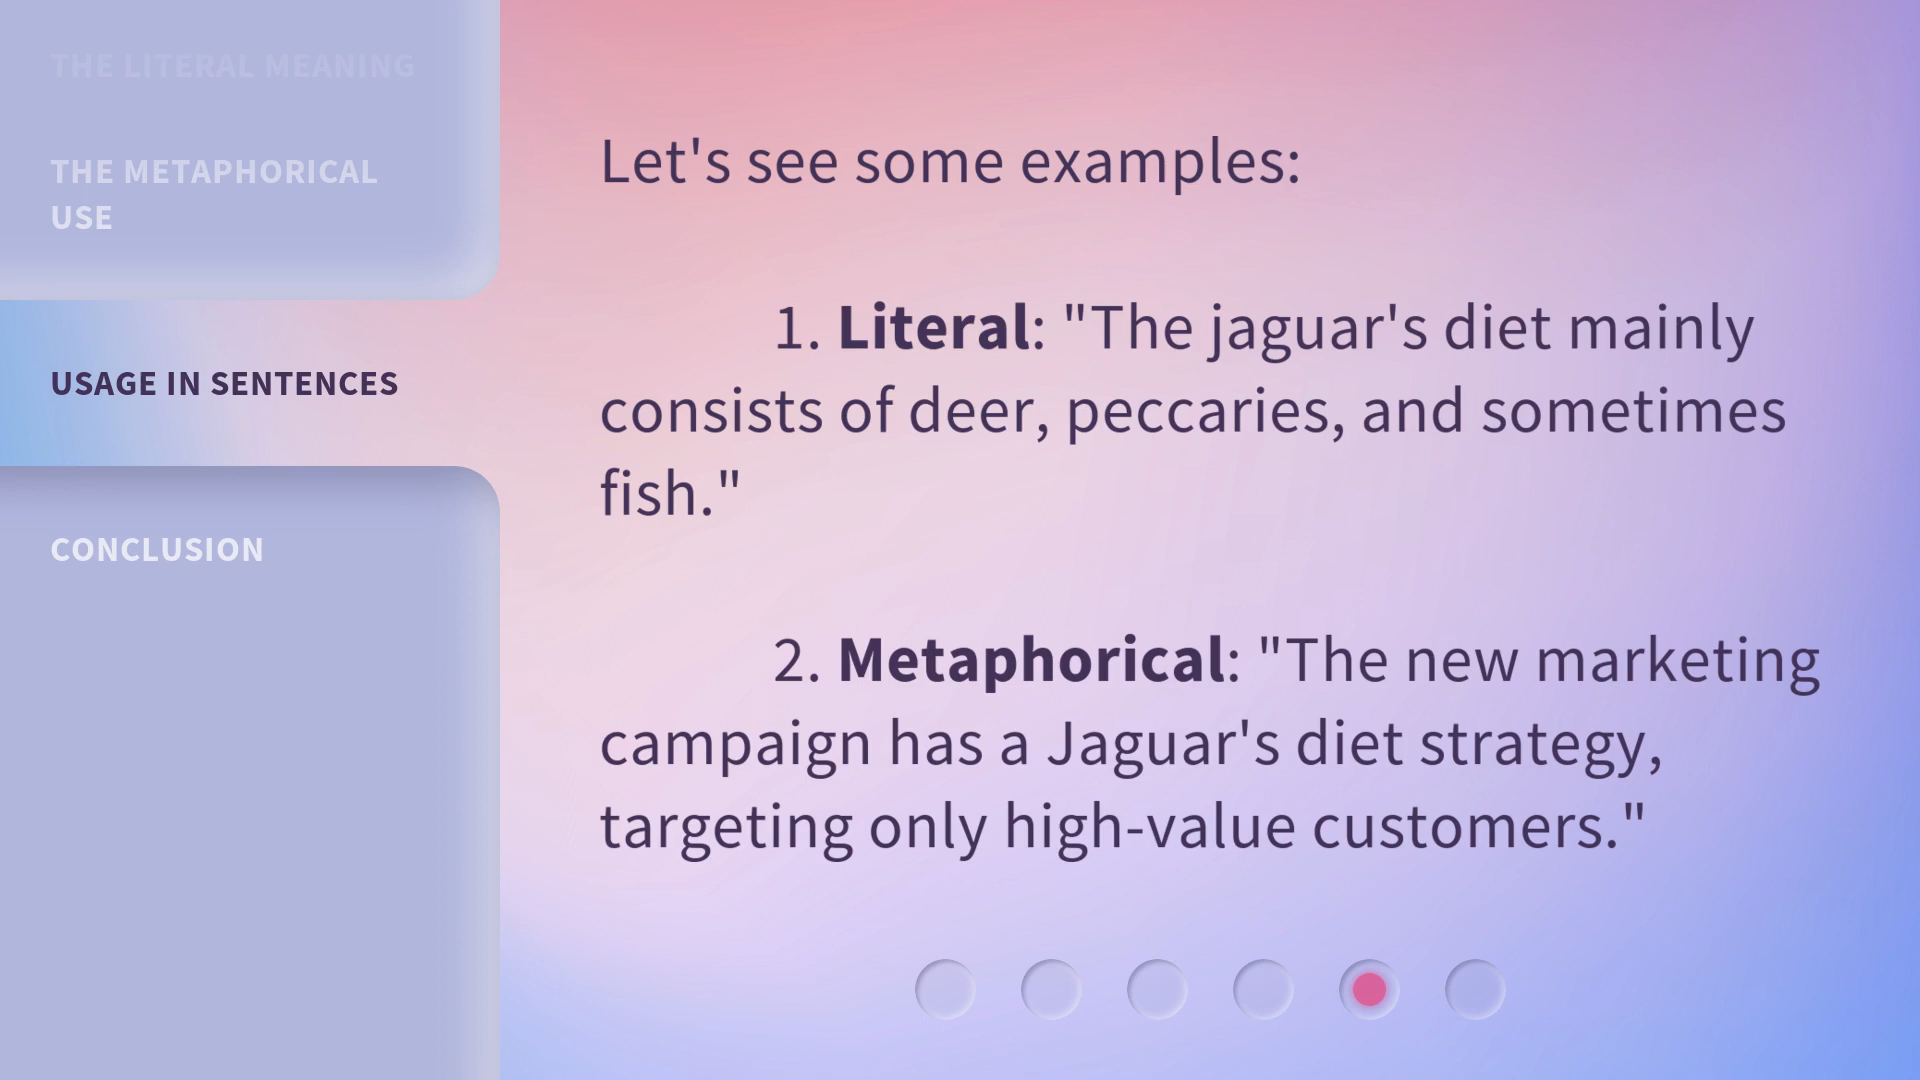 THE LITERAL MEANING
THE METAPHORICAL
USE
USAGE IN SENTENCES
CONCLUSION
Let's see some examples:
1. Literal: "The jaguar's diet mainly
consists of deer, peccaries, and sometimes
fish."
2. Metaphorical: "The new marketing
campaign has a Jaguar's diet strategy,
targeting only high-value customers."